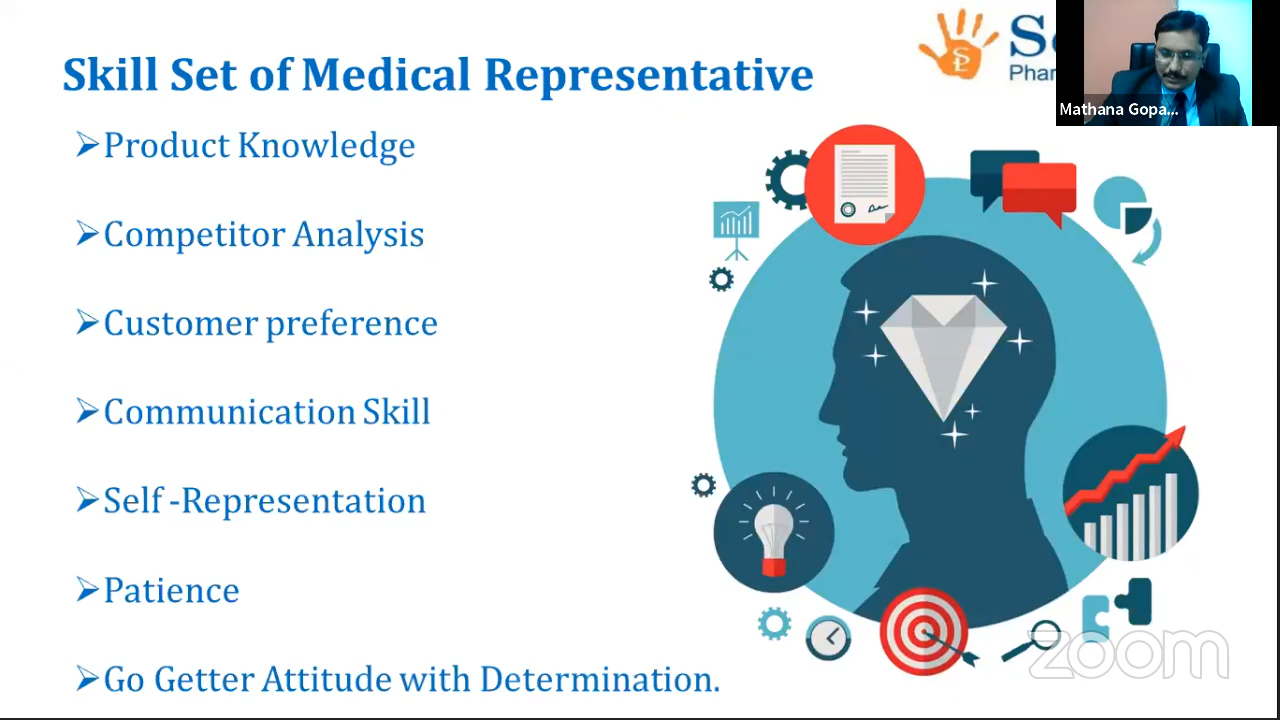 Skill Set of Medical Representative
➢Product Knowledge
➢Competitor Analysis
➢Customer preference
➢Communication Skill
➢Self -Representation
➢Patience
➢Go Getter Attitude with Determination.
Mathana Gopa...
zoom